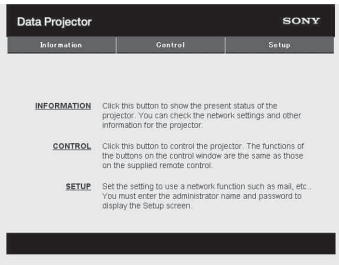 Data Projector
SONY
Information Control Setup
INFORMATION Click this button to show the present status of the
projector. You can check the network settings and other
information for the projector.
CONTROL Click this button to control the projector. The functions of
the buttons on the control window are the same as those
on the supplied remote control.
SETUP Set the setting to use a network function such as mail, etc..
You must enter the administrator name and password to
display the Setup screen.